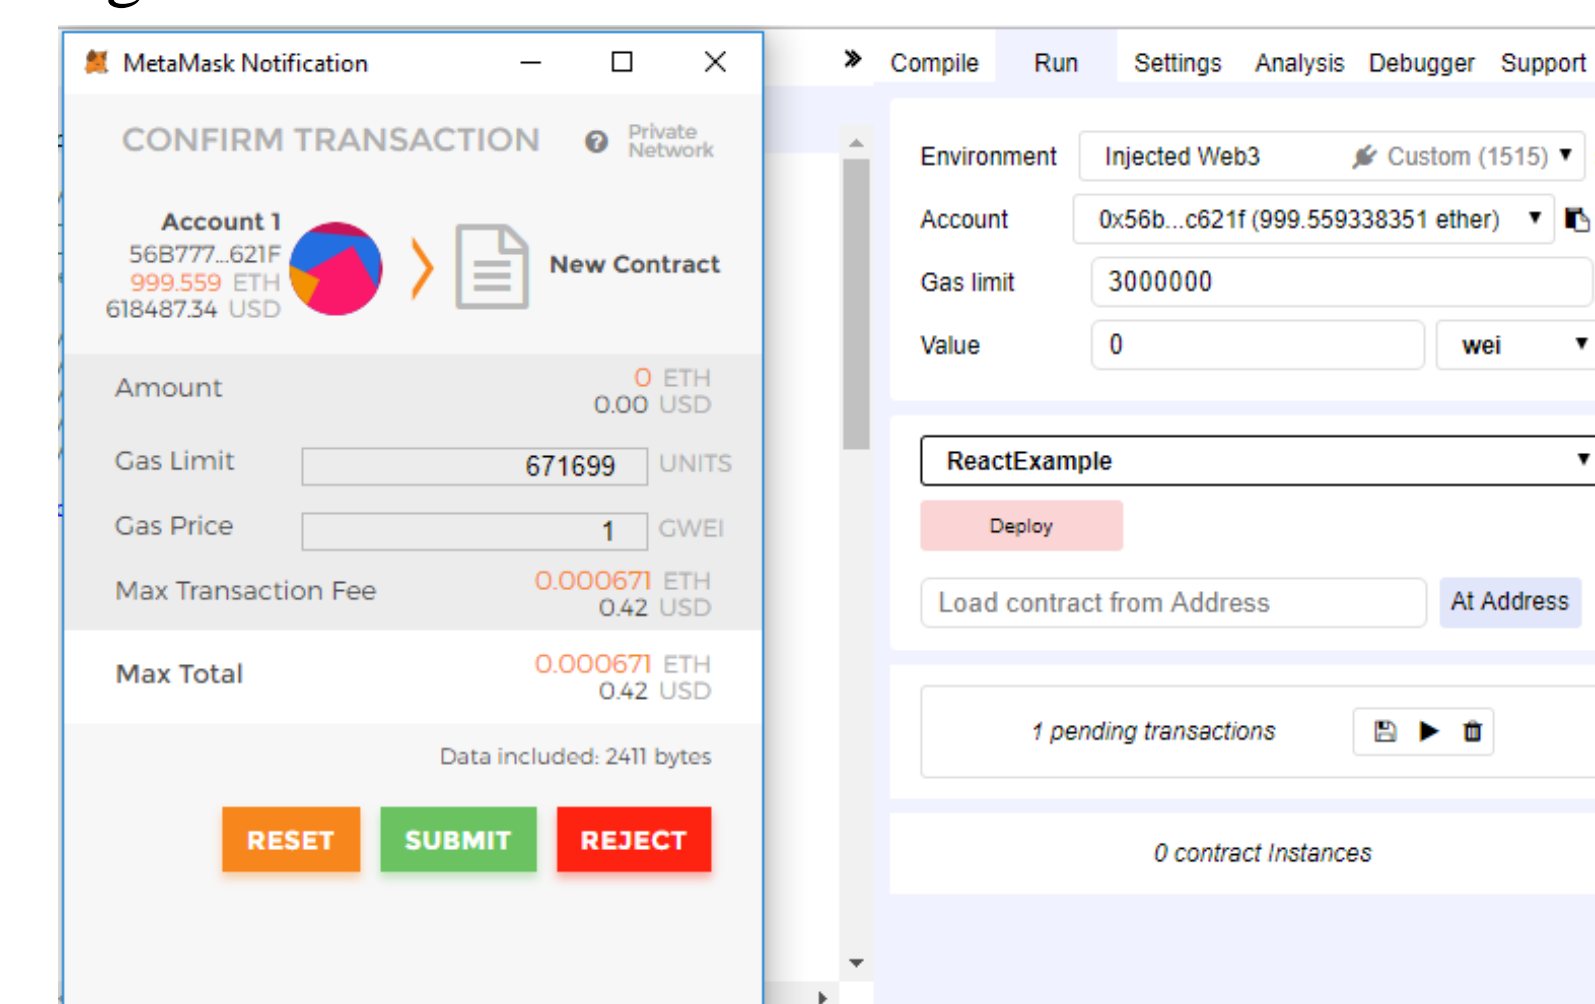 MetaMask Notification
CONFIRM TRANSACTION
Private
Network
Account 1
56B777...621F
999.559 ETH
618487.34 USD
New Contract
Amount
0 ETH
0.00 USD
Gas Limit
671699 UNITS
Gas Price
1 GWEI
Max Transaction Fee
0.000671 ETH
0.42 USD
Max Total
0.000671 ETH
0.42 USD
Data included: 2411 bytes
RESET SUBMIT REJECT
Compile Run Settings Analysis Debugger Support
Environment Injected Web3 Custom (1515)
Account 0x56b...c621f (999.559338351 ether)
Gas limit 3000000
Value 0 wei
ReactExample
Deploy
Load contract from Address At Address
1 pending transactions
0 contract Instances